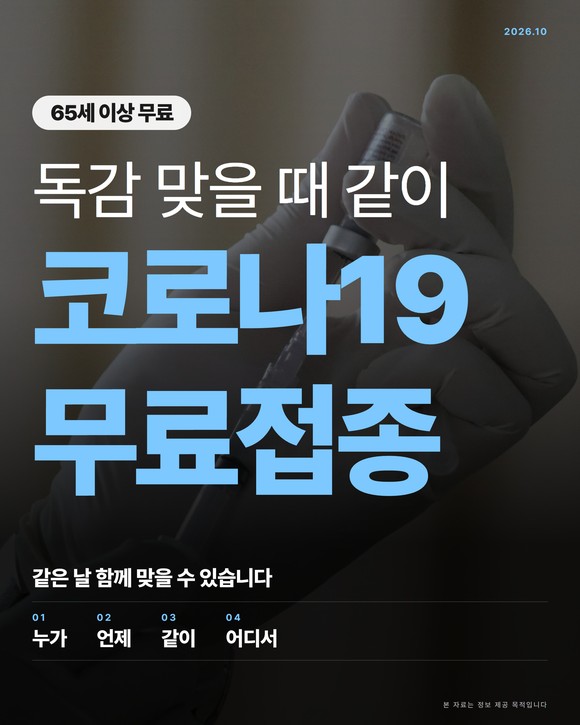 2026.10
65세 이상 무료
독감 맞을 때 같이
코로나19
무료접종
같은 날 함께 맞을 수 있습니다
01 02 03 04
누가 언제 같이 어디서
본 자료는 정보 제공 목적입니다